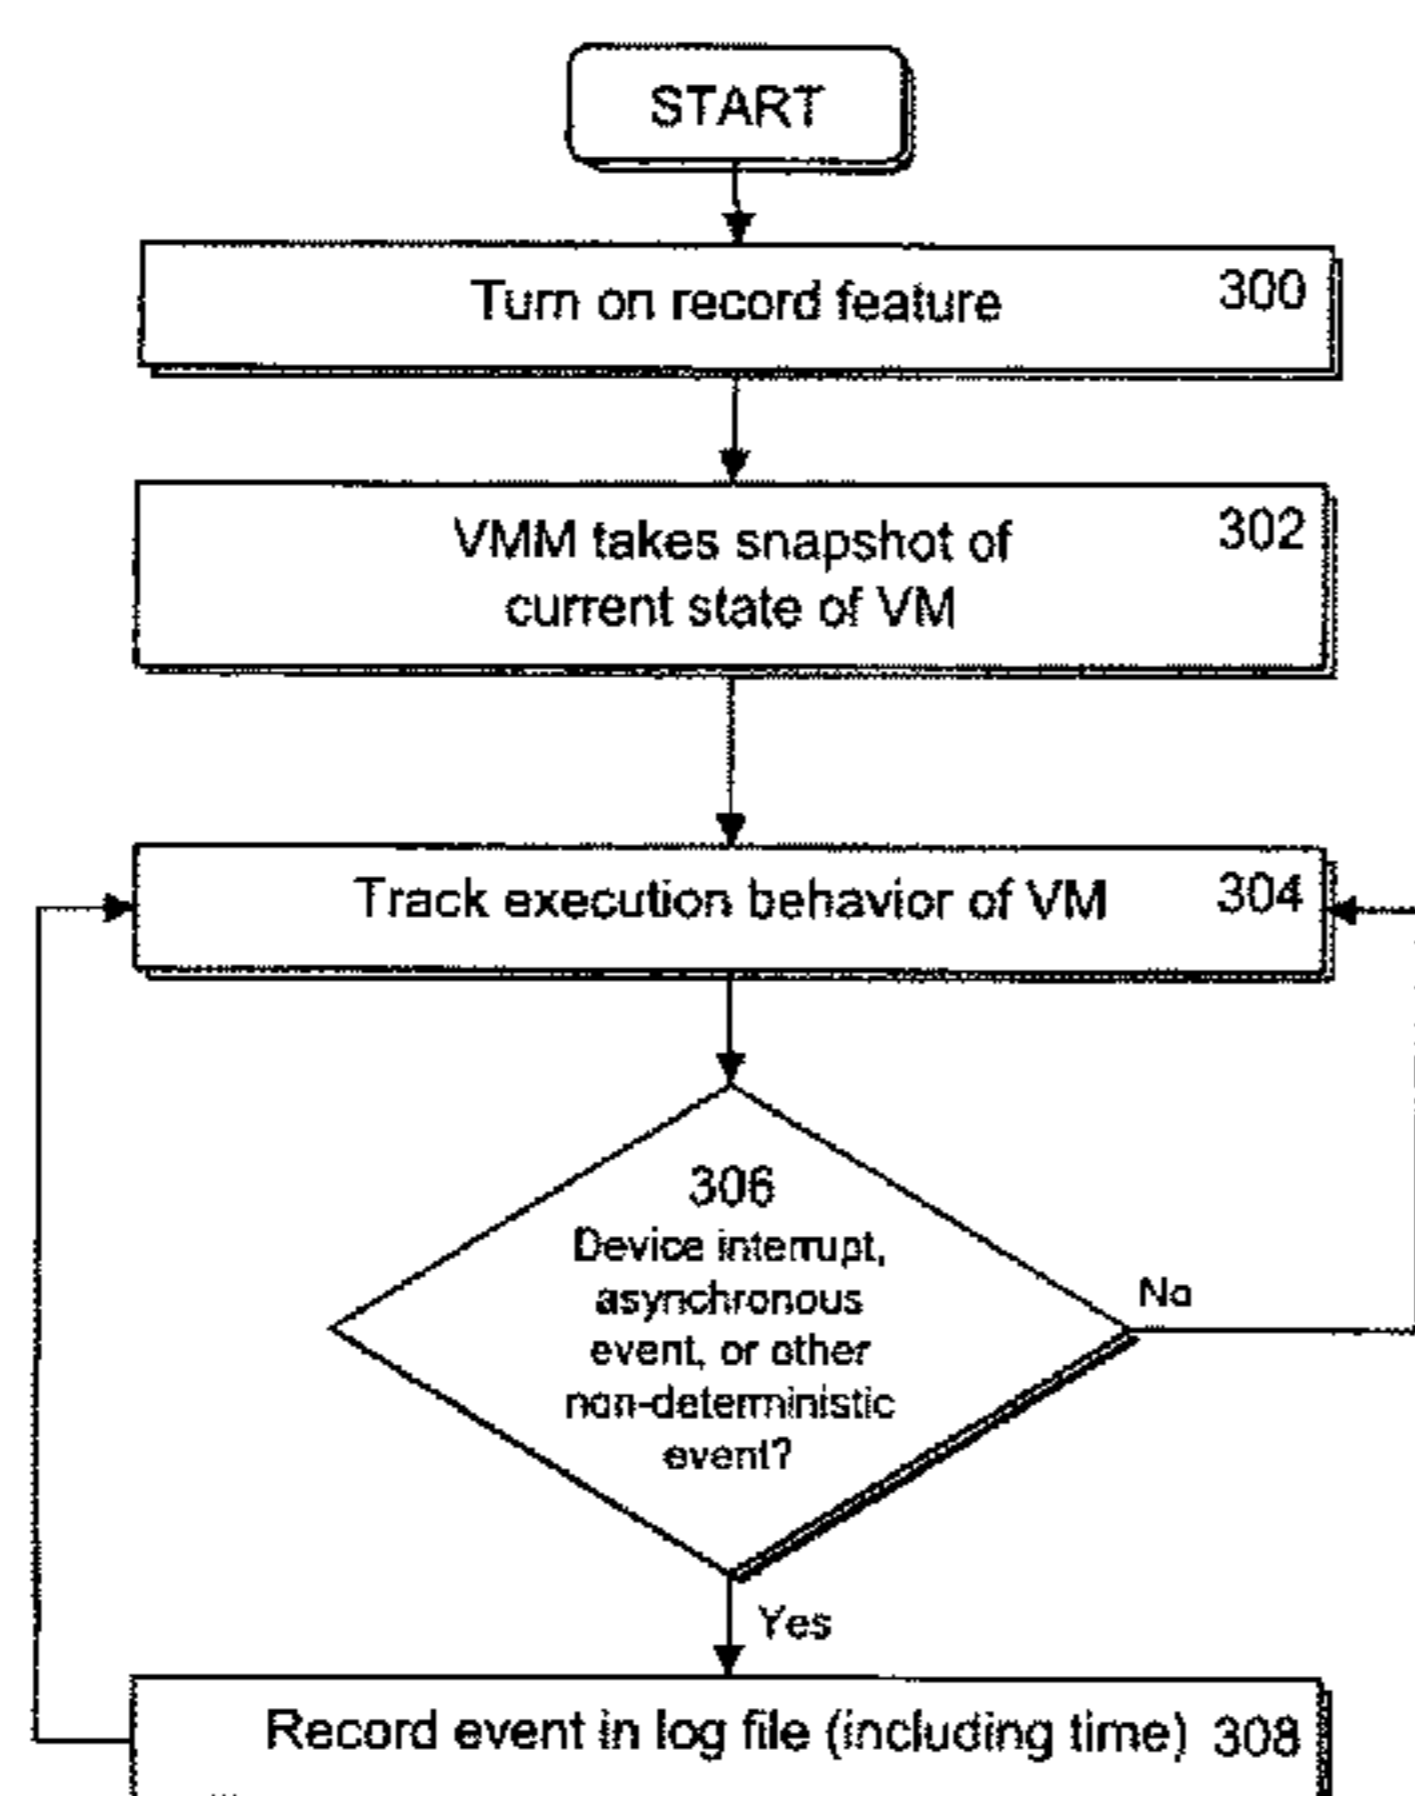 START
Turn on record feature 300
VMM takes snapshot of 302
current state of VM
Track execution behavior of VM 304
306
Device interrupt,
asynchronous
event, or other
non-deterministic
event?
No
Yes
Record event in log file (including time) 308